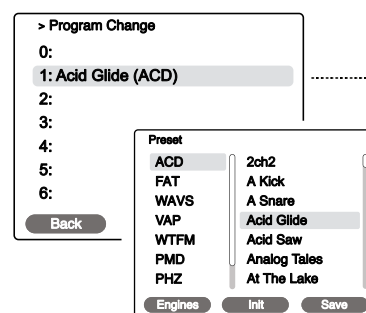 > Program Change
0:
1: Acid Glide (ACD)
2:
3:
4:
5:
6:
Back
Preset
ACD
FAT
WAVS
VAP
WTFM
PMD
PHZ
2ch2
A Kick
A Snare
Acid Glide
Acid Saw
Analog Tales
At The Lake
Engines
Init
Save